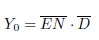 Y₀ = E̅N̅ · D̅